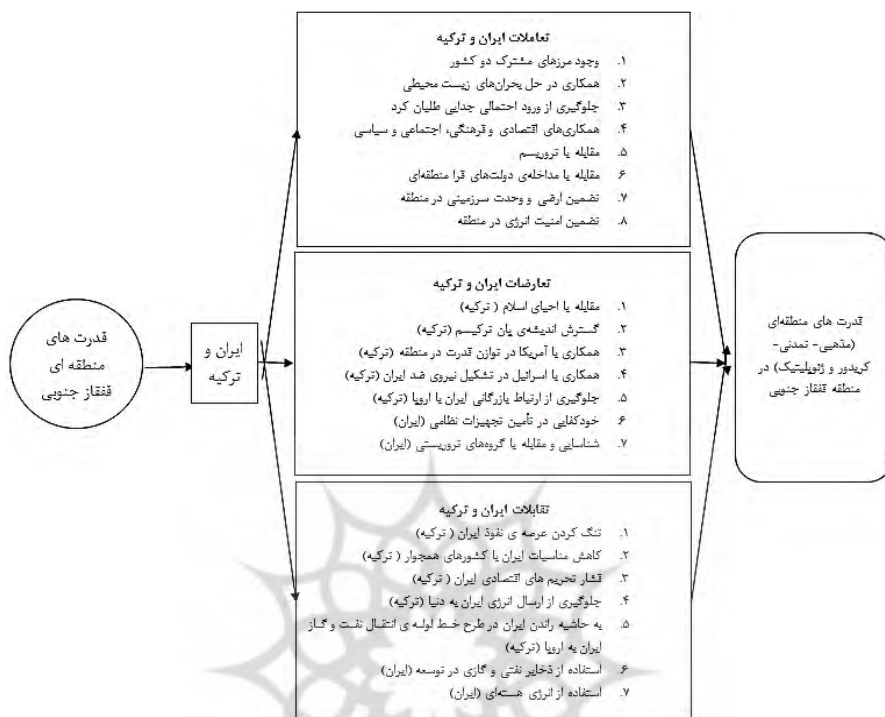 قدرت های
منطقه ای
قفقاز جنوبی
ایران و
ترکیه
تعاملات ایران و ترکیه
۱. وجود مرزهای مشترک دو کشور
۲. همکاری در حل بحران‌های زیست محیطی
۳. جلوگیری از ورود احتمالی جدایی طلبان کرد
۴. همکاری‌های اقتصادی و فرهنگی، اجتماعی و سیاسی
۵. مقابله با تروریسم
۶. مقابله با مداخله‌ی دولت‌های فرا منطقه‌ای
۷. تضمین ارضی و وحدت سرزمینی در منطقه
۸. تضمین امنیت انرژی در منطقه
تعارضات ایران و ترکیه
۱. مقابله با احیای اسلام ( ترکیه)
۲. گسترش اندیشه‌ی پان ترکیسم (ترکیه)
۳. همکاری با آمریکا در توازن قدرت در منطقه (ترکیه)
۴. همکاری با اسرائیل در تشکیل نیروی ضد ایران (ترکیه)
۵. جلوگیری از ارتباط بازرگانی ایران با اروپا (ترکیه)
۶. خودکفایی در تأمین تجهیزات نظامی (ایران)
۷. شناسایی و مقابله با گروه‌های تروریستی (ایران)
تقابلات ایران و ترکیه
۱. تنگ کردن عرصه ی نفوذ ایران ( ترکیه)
۲. کاهش مناسبات ایران با کشورهای همجوار ( ترکیه)
۳. فشار تحریم های اقتصادی ایران ( ترکیه)
۴. جلوگیری از ارسال انرژی ایران به دنیا (ترکیه)
۵. به حاشیه راندن ایران در طرح خط لوله ی انتقال نفت و گاز
ایران به اروپا (ترکیه)
۶. استفاده از ذخایر نفتی و گازی در توسعه (ایران)
۷. استفاده از انرژی هسته‌ای (ایران)
قدرت های منطقه‌ای
(مذهبی- تمدنی-
کریدور و ژئوپلیتیک) در
منطقه قفقاز جنوبی